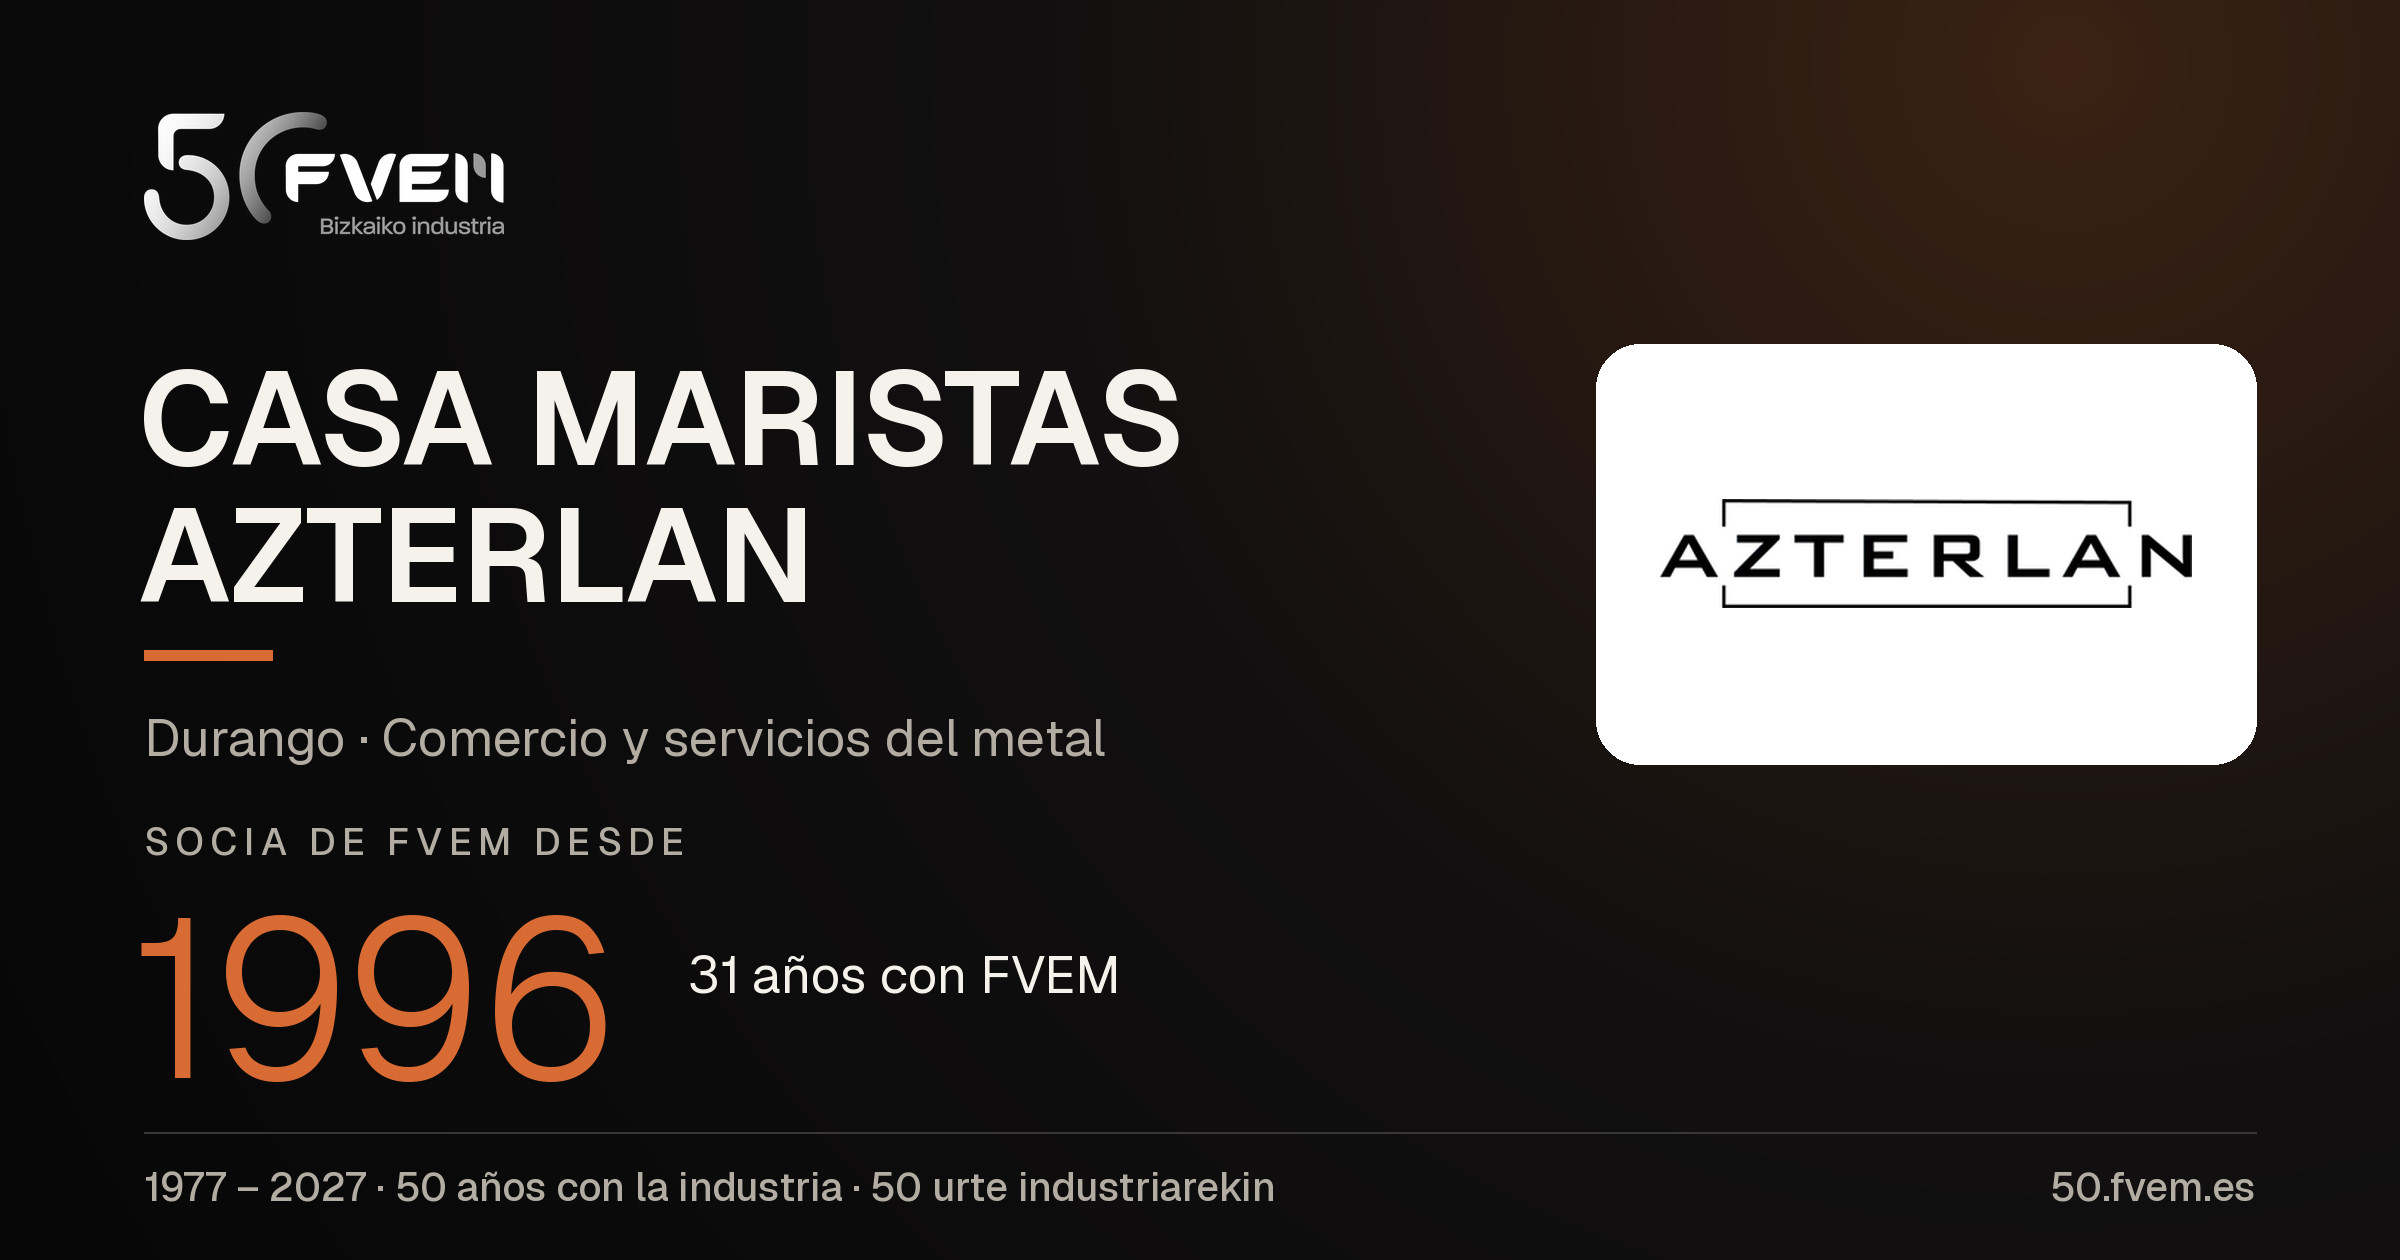 50 FVEM
Bizkaiko industria
CASA MARISTAS
AZTERLAN
AZTERLAN
Durango · Comercio y servicios del metal
SOCIA DE FVEM DESDE
1996
31 años con FVEM
1977 – 2027 · 50 años con la industria · 50 urte industriarekin
50.fvem.es